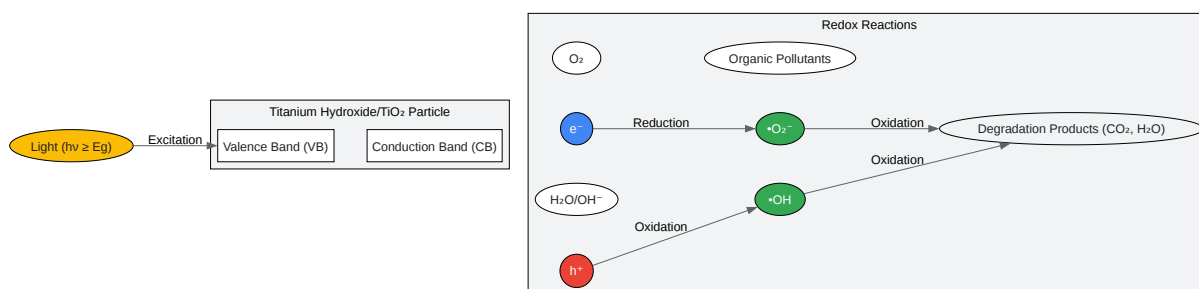 Redox Reactions
O₂
Organic Pollutants
Titanium Hydroxide/TiO₂ Particle
Light (hν ≥ Eg)
Excitation
Valence Band (VB)
Conduction Band (CB)
e⁻
Reduction
•O₂⁻
Oxidation
Degradation Products (CO₂, H₂O)
Oxidation
H₂O/OH⁻
•OH
Oxidation
h⁺